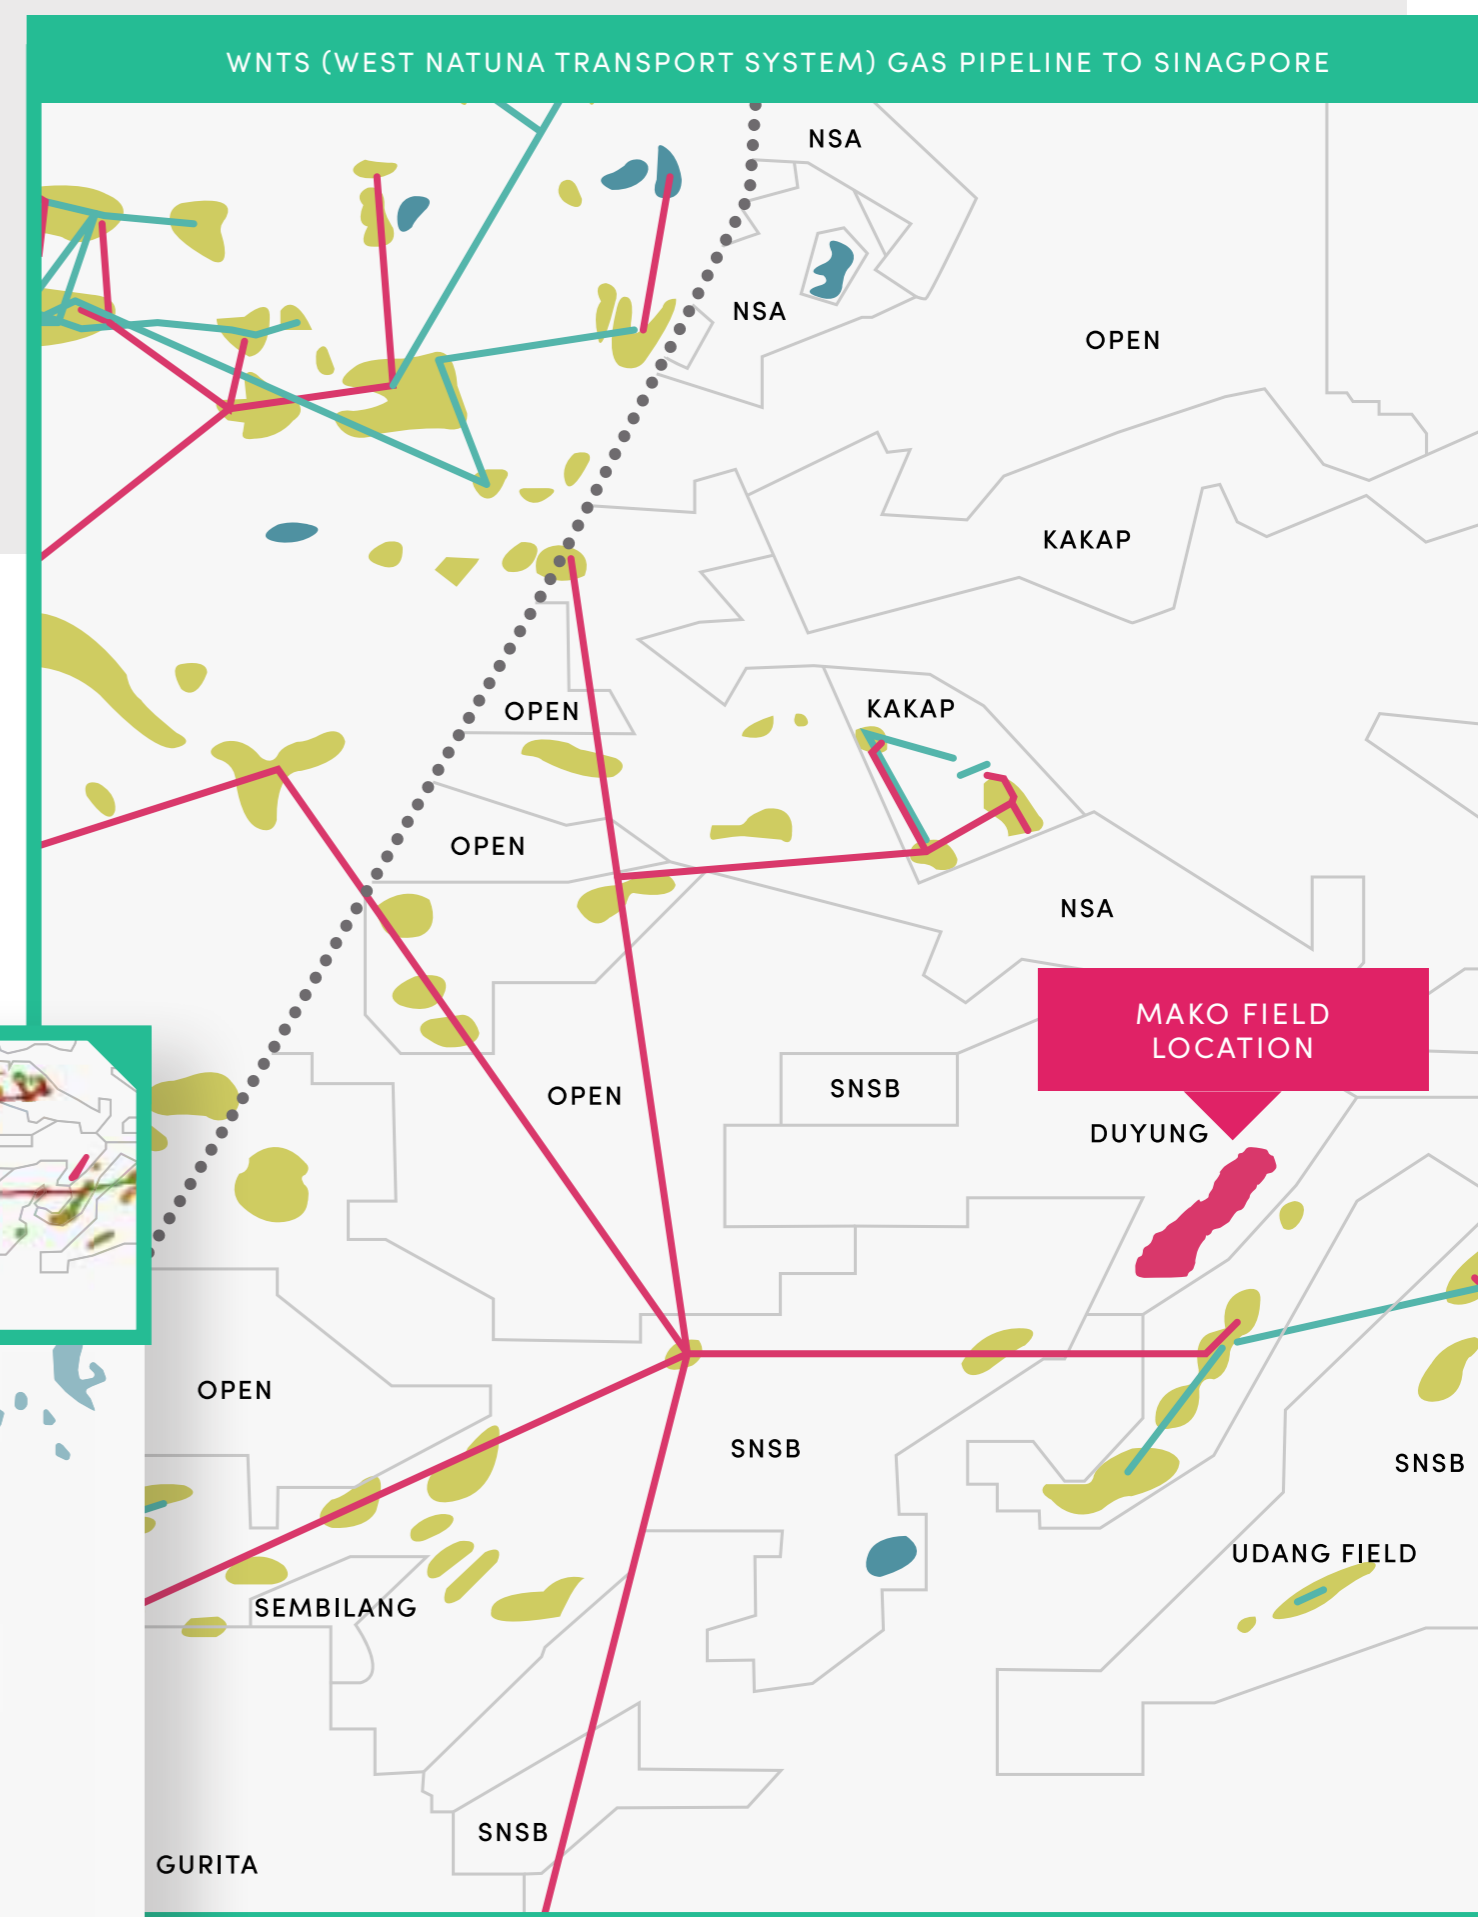 WNTS (WEST NATUNA TRANSPORT SYSTEM) GAS PIPELINE TO SINAGPORE
NSA
NSA
OPEN
KAKAP
OPEN
KAKAP
OPEN
NSA
MAKO FIELD
LOCATION
SNSB
OPEN
DUYUNG
OPEN
SNSB
SNSB
UDANG FIELD
SEMBILANG
SNSB
GURITA